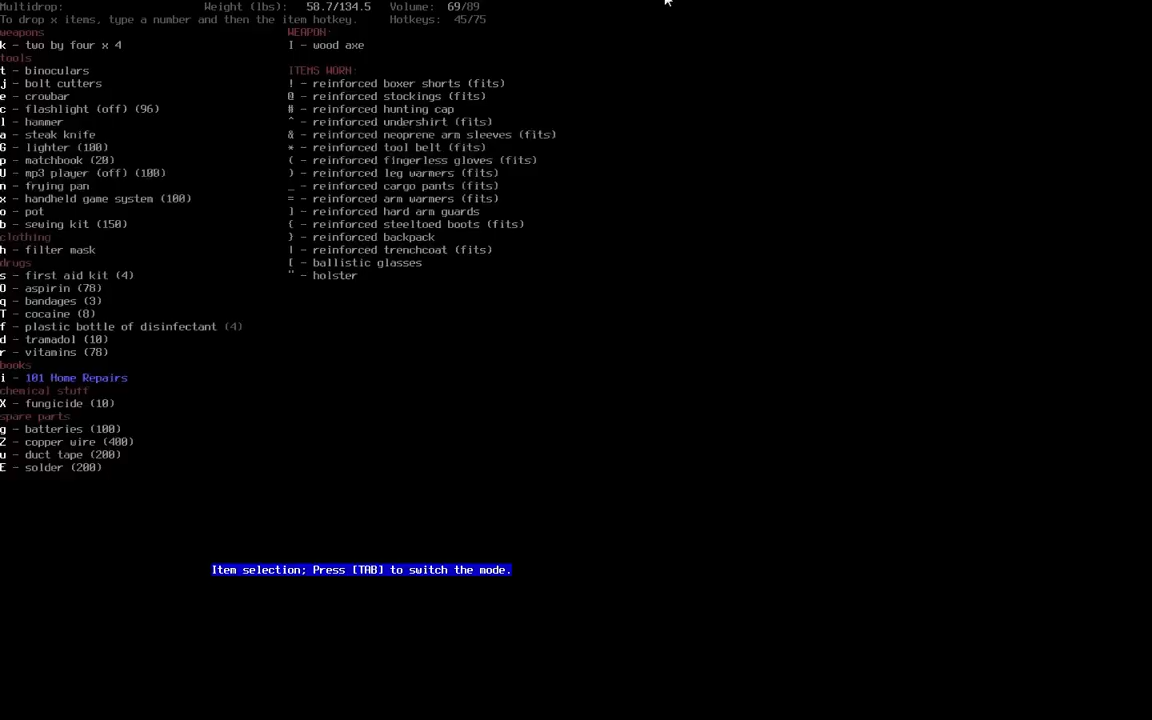 Multidrop: Weight (lbs): 58.7/134.5 Volume: 69/89
To drop x items, type a number and then the item hotkey. Hotkeys: 45/75
weapons
k - two by four x 4
tools
t - binoculars
j - bolt cutters
e - crowbar
c - flashlight (off) (96)
l - hammer
a - steak knife
G - lighter (100)
p - matchbook (20)
U - mp3 player (off) (100)
n - frying pan
x - handheld game system (100)
o - pot
b - sewing kit (150)
clothing
h - filter mask
drugs
s - first aid kit (4)
O - aspirin (78)
q - bandages (3)
T - cocaine (8)
f - plastic bottle of disinfectant (4)
d - tramadol (10)
r - vitamins (78)
books
i - 101 Home Repairs
chemical stuff
X - fungicide (10)
spare parts
g - batteries (100)
Z - copper wire (400)
u - duct tape (200)
E - solder (200)
WEAPON:
I - wood axe
ITEMS WORN:
! - reinforced boxer shorts (fits)
@ - reinforced stockings (fits)
# - reinforced hunting cap
^ - reinforced undershirt (fits)
& - reinforced neoprene arm sleeves (fits)
* - reinforced tool belt (fits)
( - reinforced fingerless gloves (fits)
) - reinforced leg warmers (fits)
_ - reinforced cargo pants (fits)
= - reinforced arm warmers (fits)
] - reinforced hard arm guards
{ - reinforced steeltoed boots (fits)
} - reinforced backpack
| - reinforced trenchcoat (fits)
[ - ballistic glasses
" - holster
Item selection; Press [TAB] to switch the mode.